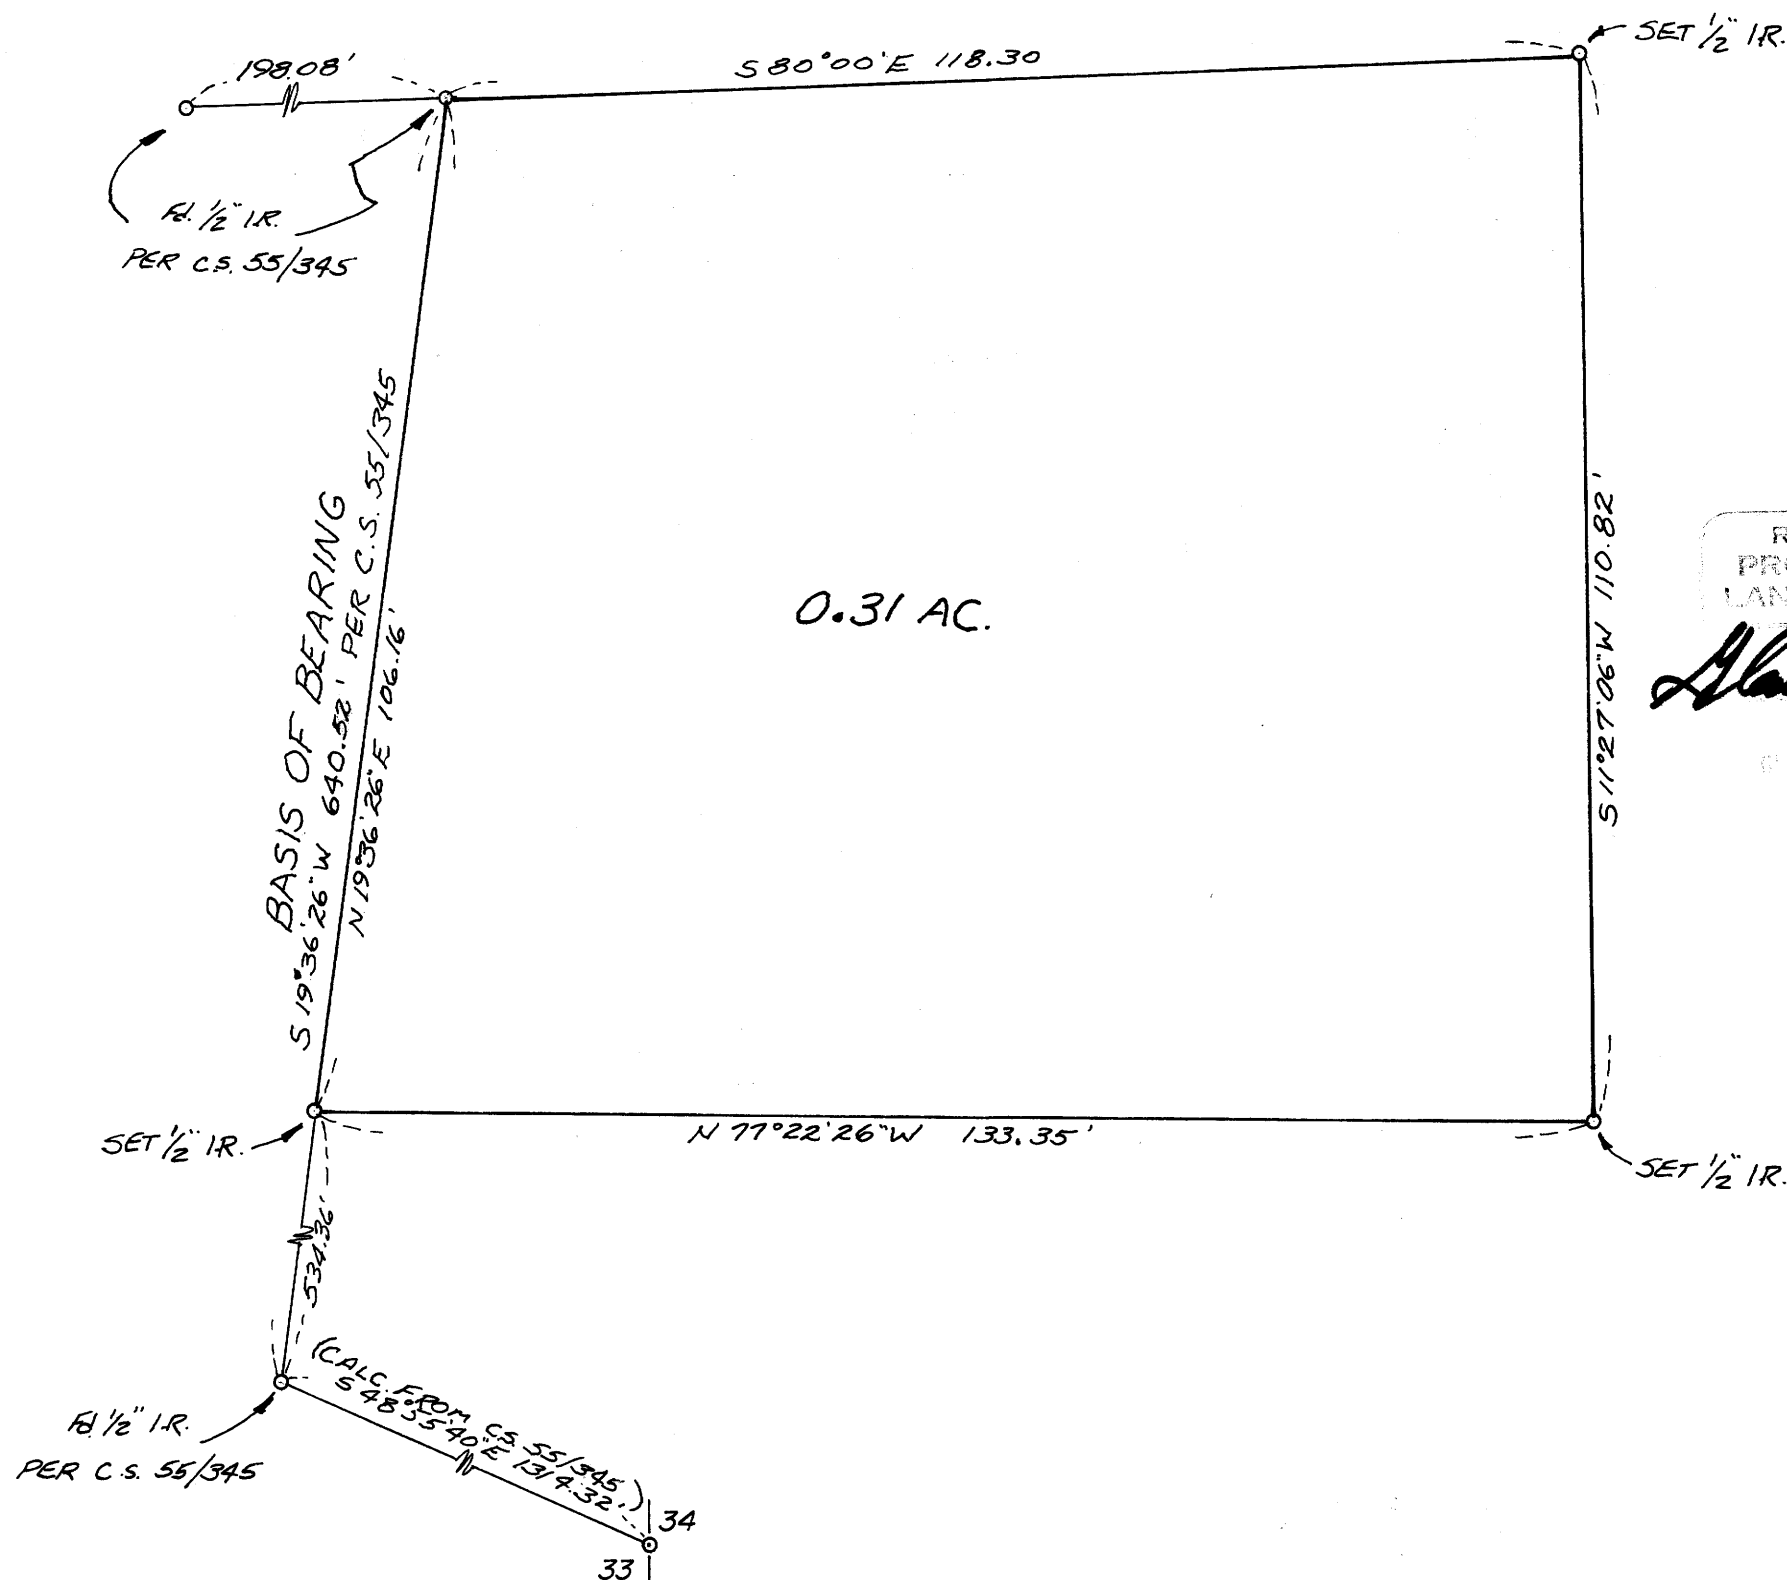 SET 1/2" I.R.
198.08'
S 80°00'E 118.30
Fd. 1/2" I.R.
PER C.S. 55/345
BASIS OF BEARING
S 19°36'26"W 640.52' PER C.S. 55/345
N 19°36'26"E 106.16'
0.31 AC.
S 11°27'06"W 110.82'
SET 1/2" I.R.
N 77°22'26"W 133.35'
SET 1/2" I.R.
534.36'
(CALC. FROM C.S. 55/345)
S 48°55'40"E 1314.32'
Fd. 1/2" I.R.
PER C.S. 55/345
34
33